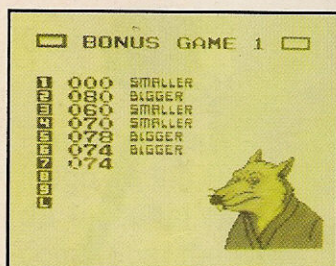 BONUS GAME 1
1 000 SMALLER
2 080 BIGGER
3 060 SMALLER
4 070 SMALLER
5 078 BIGGER
6 074 BIGGER
7 074
8
9
L